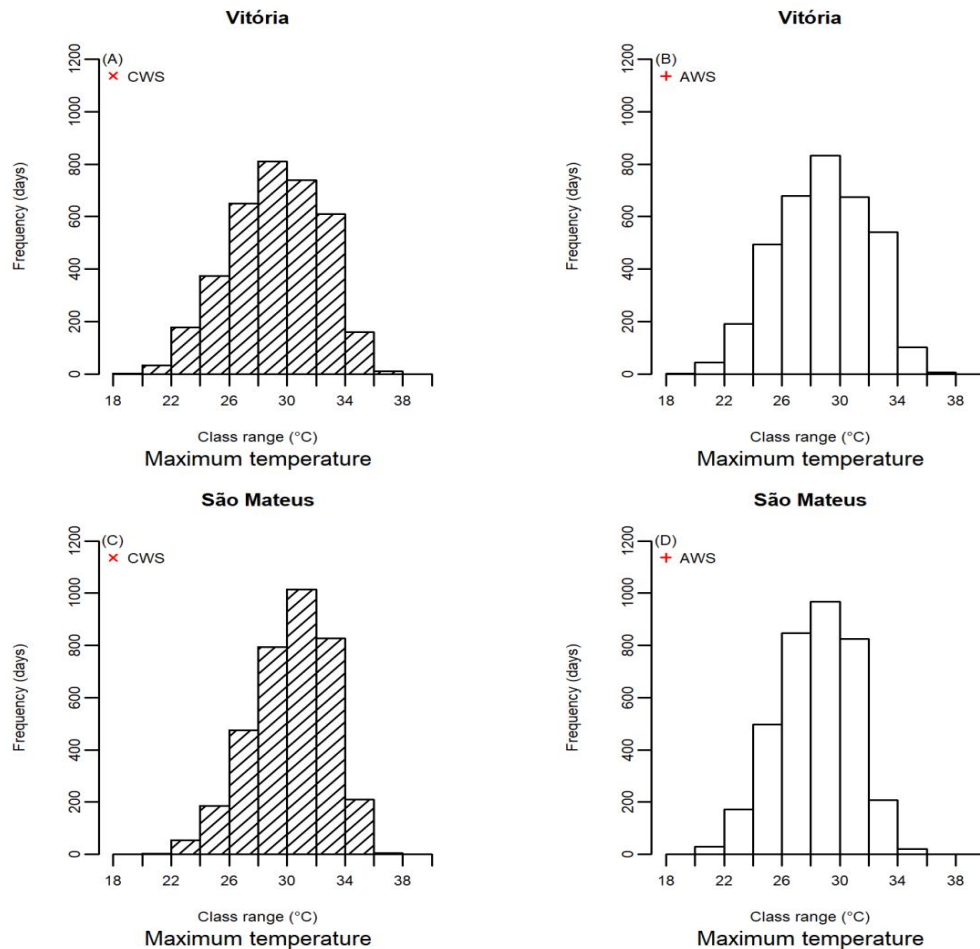 Vitória
(A)
× CWS
Frequency (days)
1200
1000
800
600
400
200
0
18 22 26 30 34 38
Class range (°C)
Maximum temperature
Vitória
(B)
+ AWS
Frequency (days)
1200
1000
800
600
400
200
0
18 22 26 30 34 38
Class range (°C)
Maximum temperature
São Mateus
(C)
× CWS
Frequency (days)
1200
1000
800
600
400
200
0
18 22 26 30 34 38
Class range (°C)
Maximum temperature
São Mateus
(D)
+ AWS
Frequency (days)
1200
1000
800
600
400
200
0
18 22 26 30 34 38
Class range (°C)
Maximum temperature